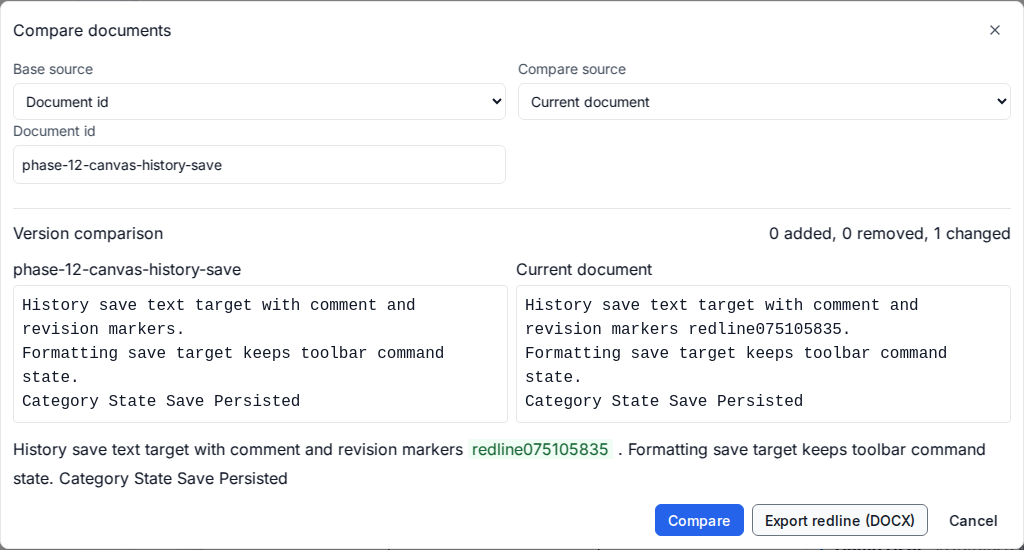 Compare documents
Base source
Compare source
Document id
Current document
Document id
phase-12-canvas-history-save
Version comparison
0 added, 0 removed, 1 changed
phase-12-canvas-history-save
Current document
History save text target with comment and
revision markers.
Formatting save target keeps toolbar command
state.
Category State Save Persisted
History save text target with comment and
revision markers redline075105835.
Formatting save target keeps toolbar command
state.
Category State Save Persisted
History save text target with comment and revision markers redline075105835 . Formatting save target keeps toolbar command
state. Category State Save Persisted
Compare
Export redline (DOCX)
Cancel